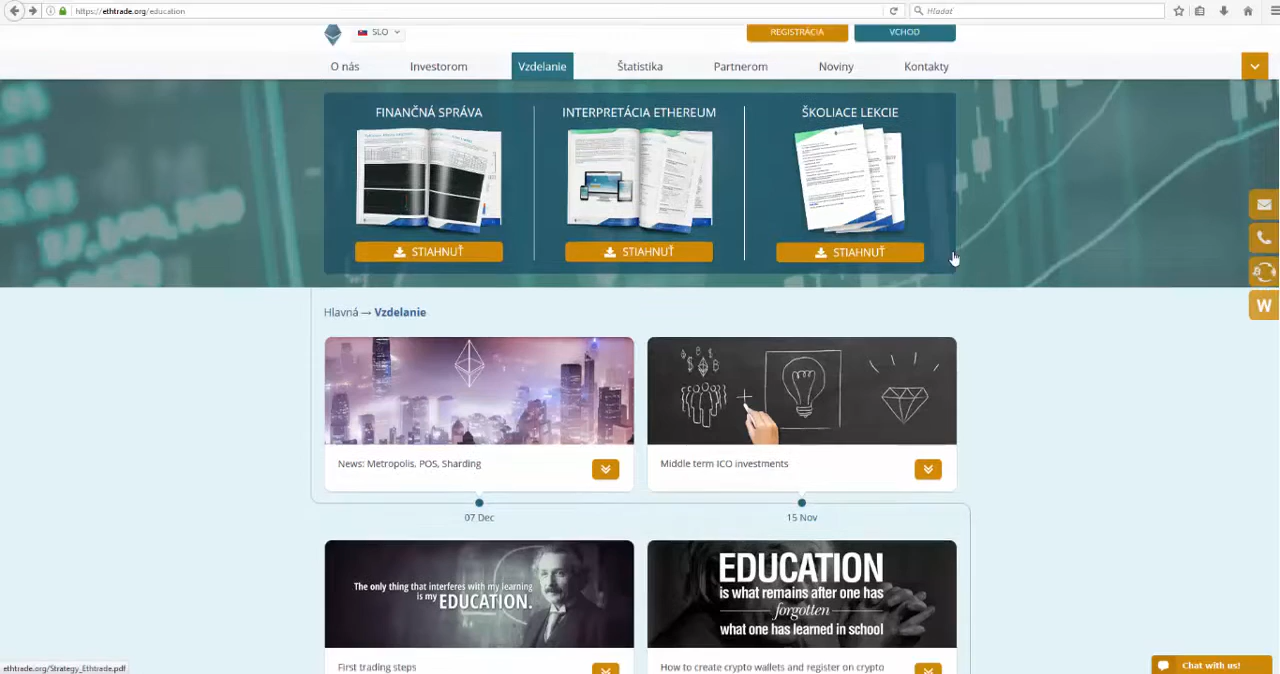 https://ethtrade.org/education
Hľadať
SLO
REGISTRÁCIA
VCHOD
O nás
Investorom
Vzdelanie
Štatistika
Partnerom
Noviny
Kontakty
FINANČNÁ SPRÁVA
INTERPRETÁCIA ETHEREUM
ŠKOLIACE LEKCIE
STIAHNUŤ
STIAHNUŤ
STIAHNUŤ
W
Hlavná → Vzdelanie
News: Metropolis, POS, Sharding
Middle term ICO investments
07 Dec
15 Nov
The only thing that interferes with my learning
is my EDUCATION.
EDUCATION
is what remains after one has
forgotten
what one has learned in school
First trading steps
How to create crypto wallets and register on crypto
ethtrade.org/Strategy_Ethtrade.pdf
Chat with us!